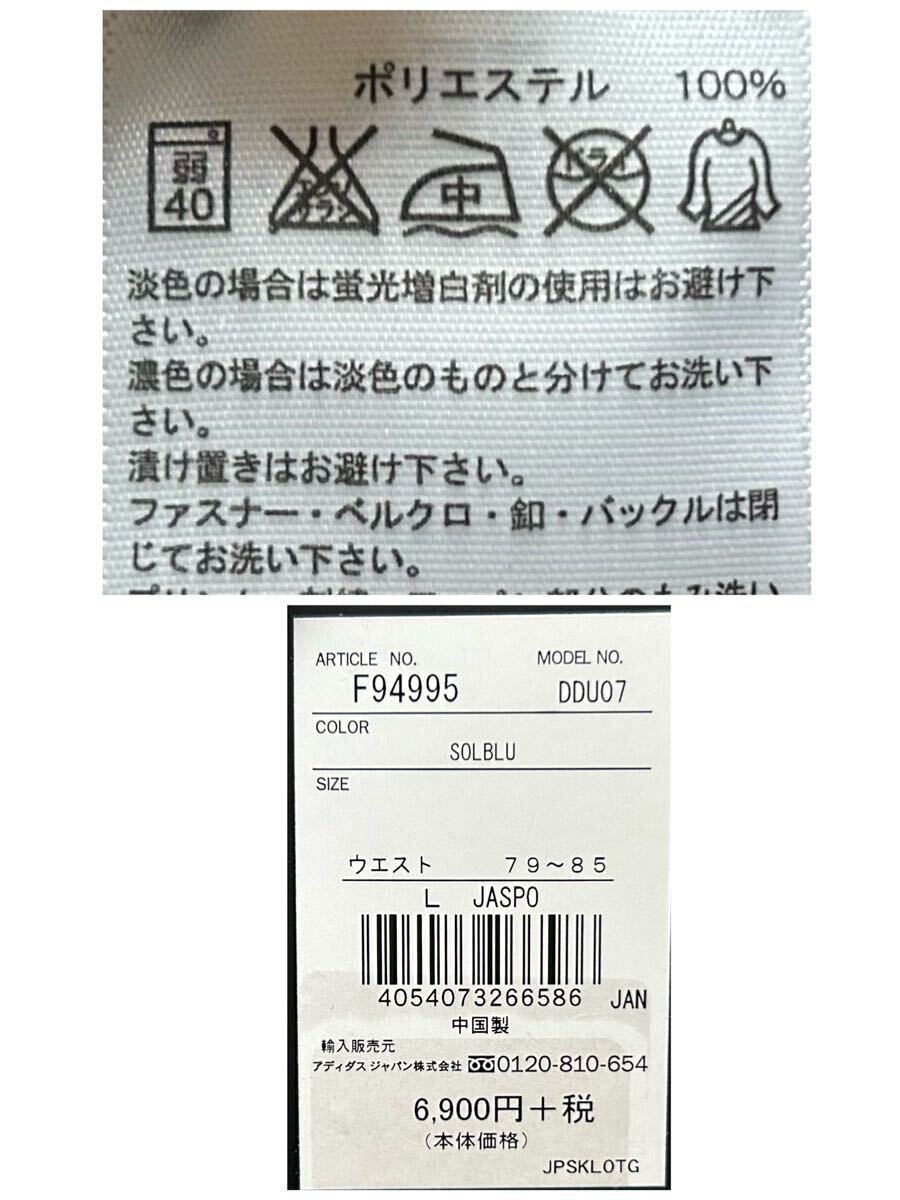 ポリエステル 100%
弱
40
エンソ
サラシ
中
ドライ
淡色の場合は蛍光増白剤の使用はお避け下
さい。
濃色の場合は淡色のものと分けてお洗い下
さい。
漬け置きはお避け下さい。
ファスナー・ベルクロ・釦・バックルは閉
じてお洗い下さい。
ARTICLE NO. MODEL NO.
F94995 DDU07
COLOR
SOLBLU
SIZE
ウエスト 79～85
L JASPO
4054073266586 JAN
中国製
輸入販売元
アディダス ジャパン株式会社 0120-810-654
6,900円＋税
（本体価格）
JPSKLOTG